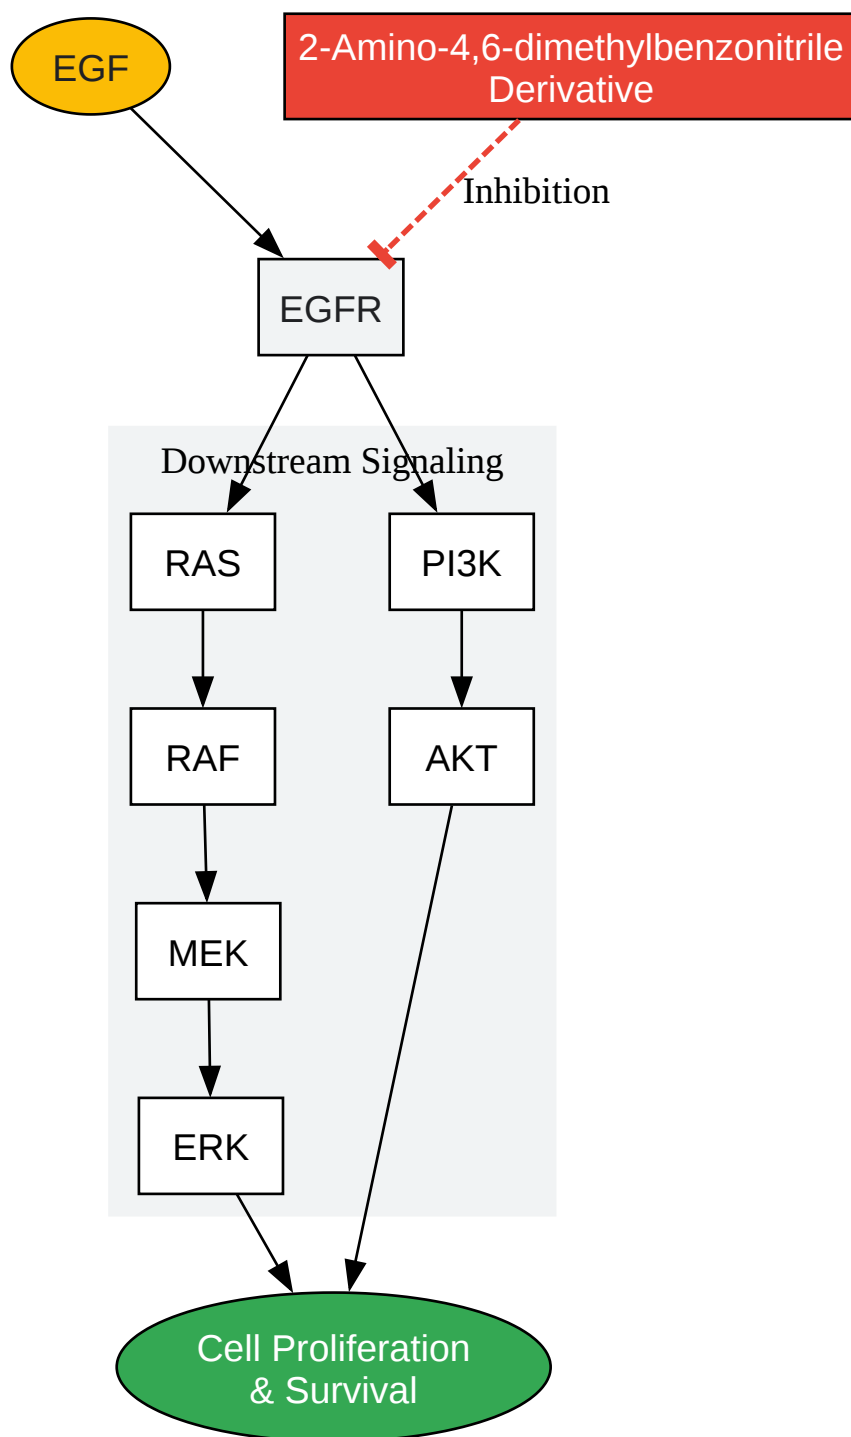 EGF
2-Amino-4,6-dimethylbenzonitrile
Derivative
Inhibition
EGFR
Downstream Signaling
RAS
PI3K
RAF
AKT
MEK
ERK
Cell Proliferation
& Survival